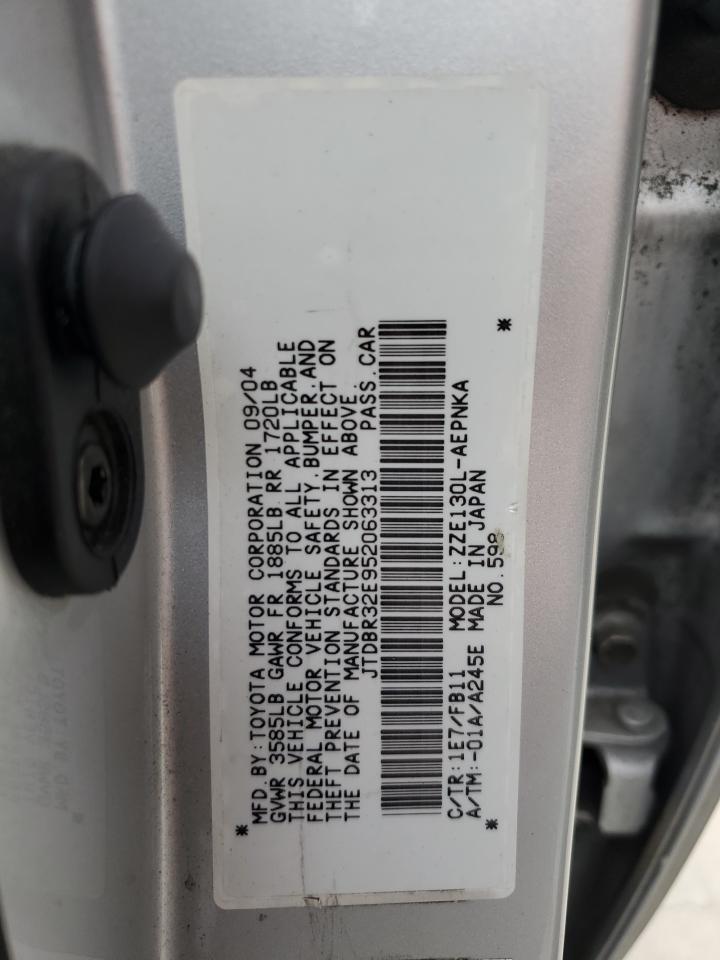 MFD.BY:TOYOTA MOTOR CORPORATION 09/04
GVWR 3585LB GAWR FR 1885LB RR 1720LB
THIS VEHICLE CONFORMS TO ALL APPLICABLE
FEDERAL MOTOR VEHICLE SAFETY,BUMPER,AND
THEFT PREVENTION STANDARDS IN EFFECT ON
THE DATE OF MANUFACTURE SHOWN ABOVE.
JTDBR32E952063313 PASS.CAR
C/TR:1E7/FB11 MODEL:ZZE130L-AEPNKA
A/TM:-01A/A245E MADE IN JAPAN
NO.598